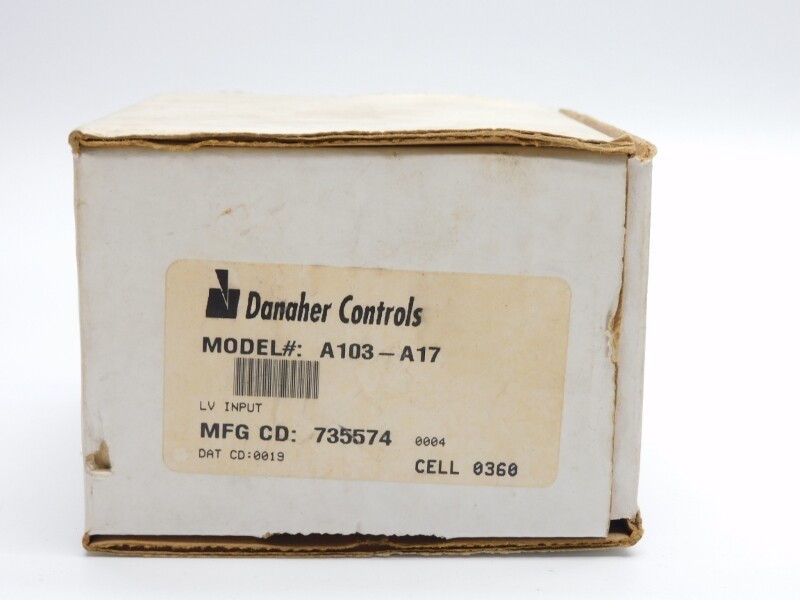 Danaher Controls
MODEL#: A103-A17
LV INPUT
MFG CD: 735574 0004
DAT CD:0019
CELL 0360